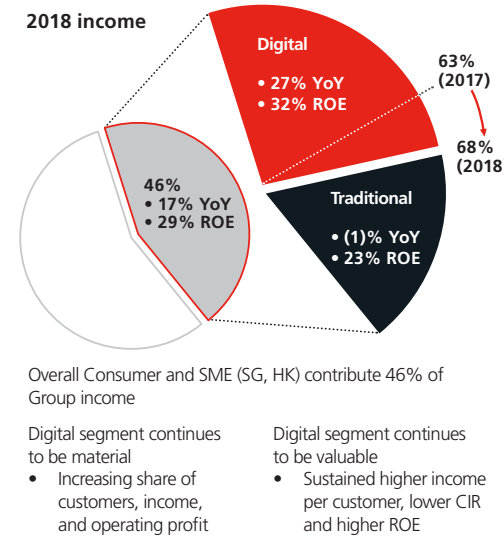 2018 income
Digital
• 27% YoY
• 32% ROE
63%
(2017)
68%
(2018
46%
• 17% YoY
• 29% ROE
Traditional
• (1)% YoY
• 23% ROE
Overall Consumer and SME (SG, HK) contribute 46% of
Group income
Digital segment continues
to be material
• Increasing share of
customers, income,
and operating profit
Digital segment continues
to be valuable
• Sustained higher income
per customer, lower CIR
and higher ROE